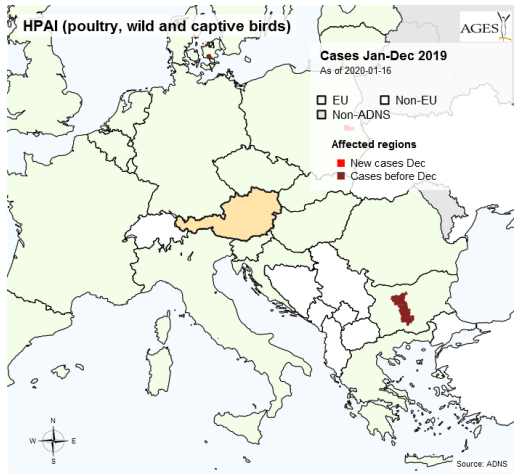 HPAI (poultry, wild and captive birds)
AGES
Cases Jan-Dec 2019
As of 2020-01-16
EU
Non-EU
Non-ADNS
Affected regions
New cases Dec
Cases before Dec
N
W E
S
Source: ADNS